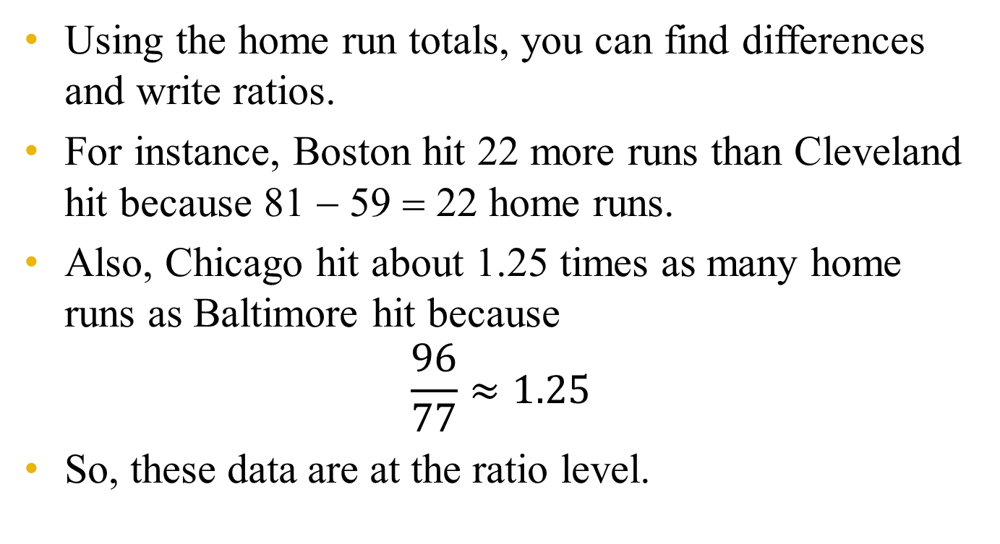 • Using the home run totals, you can find differences
and write ratios.
• For instance, Boston hit 22 more runs than Cleveland
hit because 81 − 59 = 22 home runs.
• Also, Chicago hit about 1.25 times as many home
runs as Baltimore hit because
96
77
≈ 1.25
• So, these data are at the ratio level.